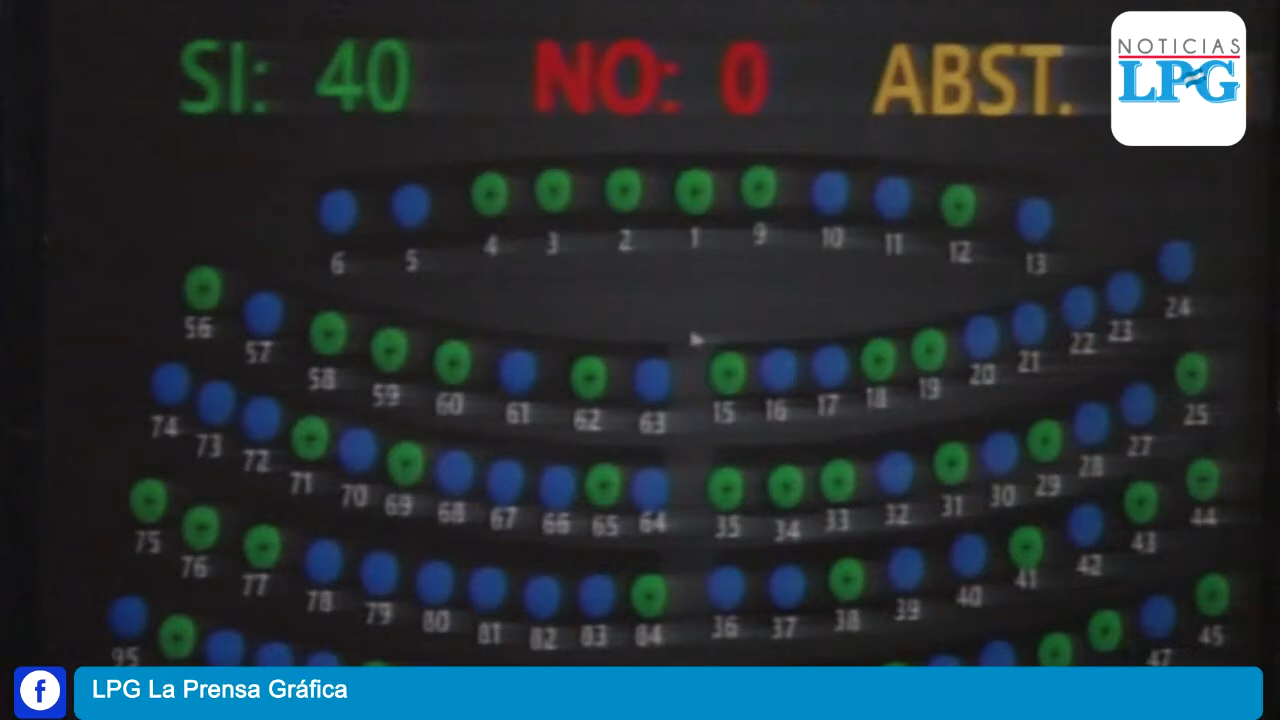 SI: 40 NO: 0 ABST.
NOTICIAS
LPG
6 5 4 3 2 1 9 10 11 12 13
56 57 58 59 60 61 62 63 15 16 17 18 19 20 21 22 23 24
74 73 72 71 70 69 68 67 66 65 64 35 34 33 32 31 30 29 28 27 25
75 76 77 78 79 80 81 82 83 84 36 37 38 39 40 41 42 43 44
95 47 45
LPG La Prensa Gráfica